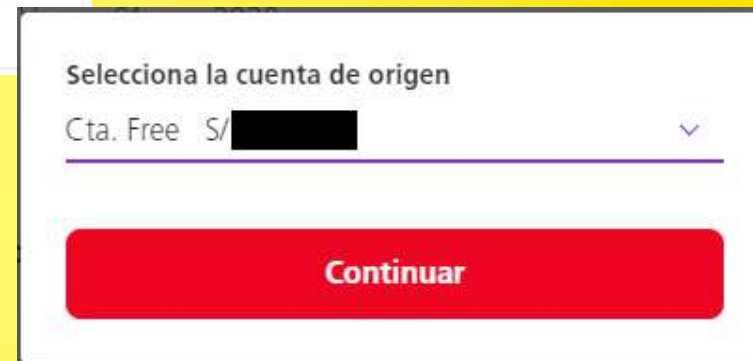 Selecciona la cuenta de origen
Cta. Free S/
Continuar